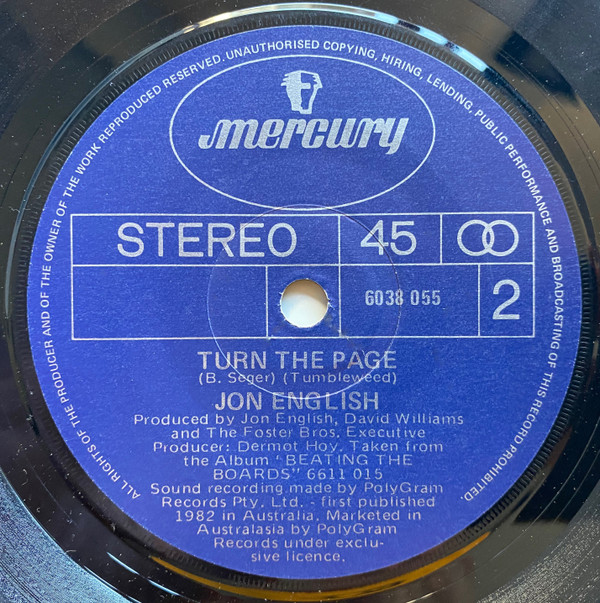 ALL RIGHTS OF THE PRODUCER AND OF THE OWNER OF THE WORK REPRODUCED RESERVED. UNAUTHORISED COPYING, HIRING, LENDING, PUBLIC PERFORMANCE AND BROADCASTING OF THIS RECORD PROHIBITED.
mercury
STEREO 45
6038 055 2
TURN THE PAGE
(B. Seger) (Tumbleweed)
JON ENGLISH
Produced by Jon English, David Williams
and The Foster Bros. Executive
Producer: Dermot Hoy. Taken from
the Album 'BEATING THE
BOARDS" 6611 015
Sound recording made by PolyGram
Records Pty. Ltd. - first published
1982 in Australia, Marketed in
Australasia by PolyGram
Records under exclu-
sive licence.